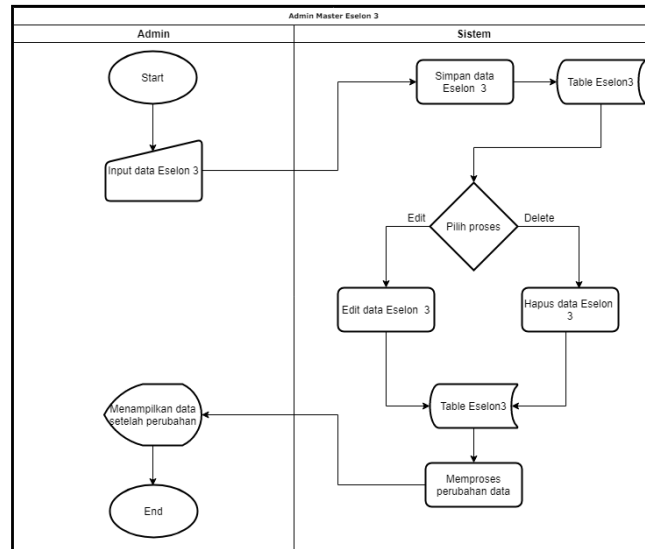 Admin Master Eselon 3
Admin
Sistem
Start
Simpan data
Eselon 3
Table Eselon3
Input data Eselon 3
Pilih proses
Edit
Delete
Edit data Eselon 3
Hapus data Eselon
3
Menampilkan data
setelah perubahan
Table Eselon3
Memproses
perubahan data
End